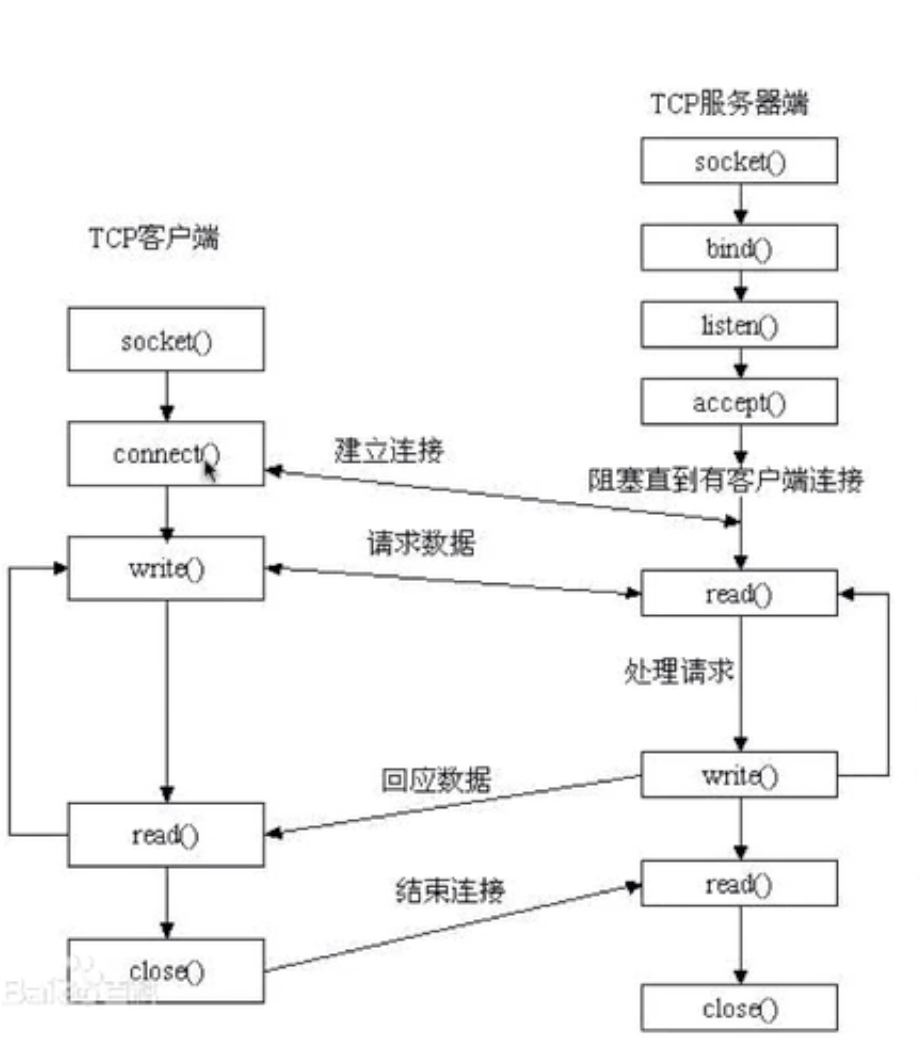 TCP服务器端
socket()
bind()
listen()
accept()
阻塞直到有客户端连接
TCP客户端
socket()
connect()
建立连接
write()
请求数据
read()
处理请求
write()
回应数据
read()
read()
结束连接
close()
close()
Bai 百科